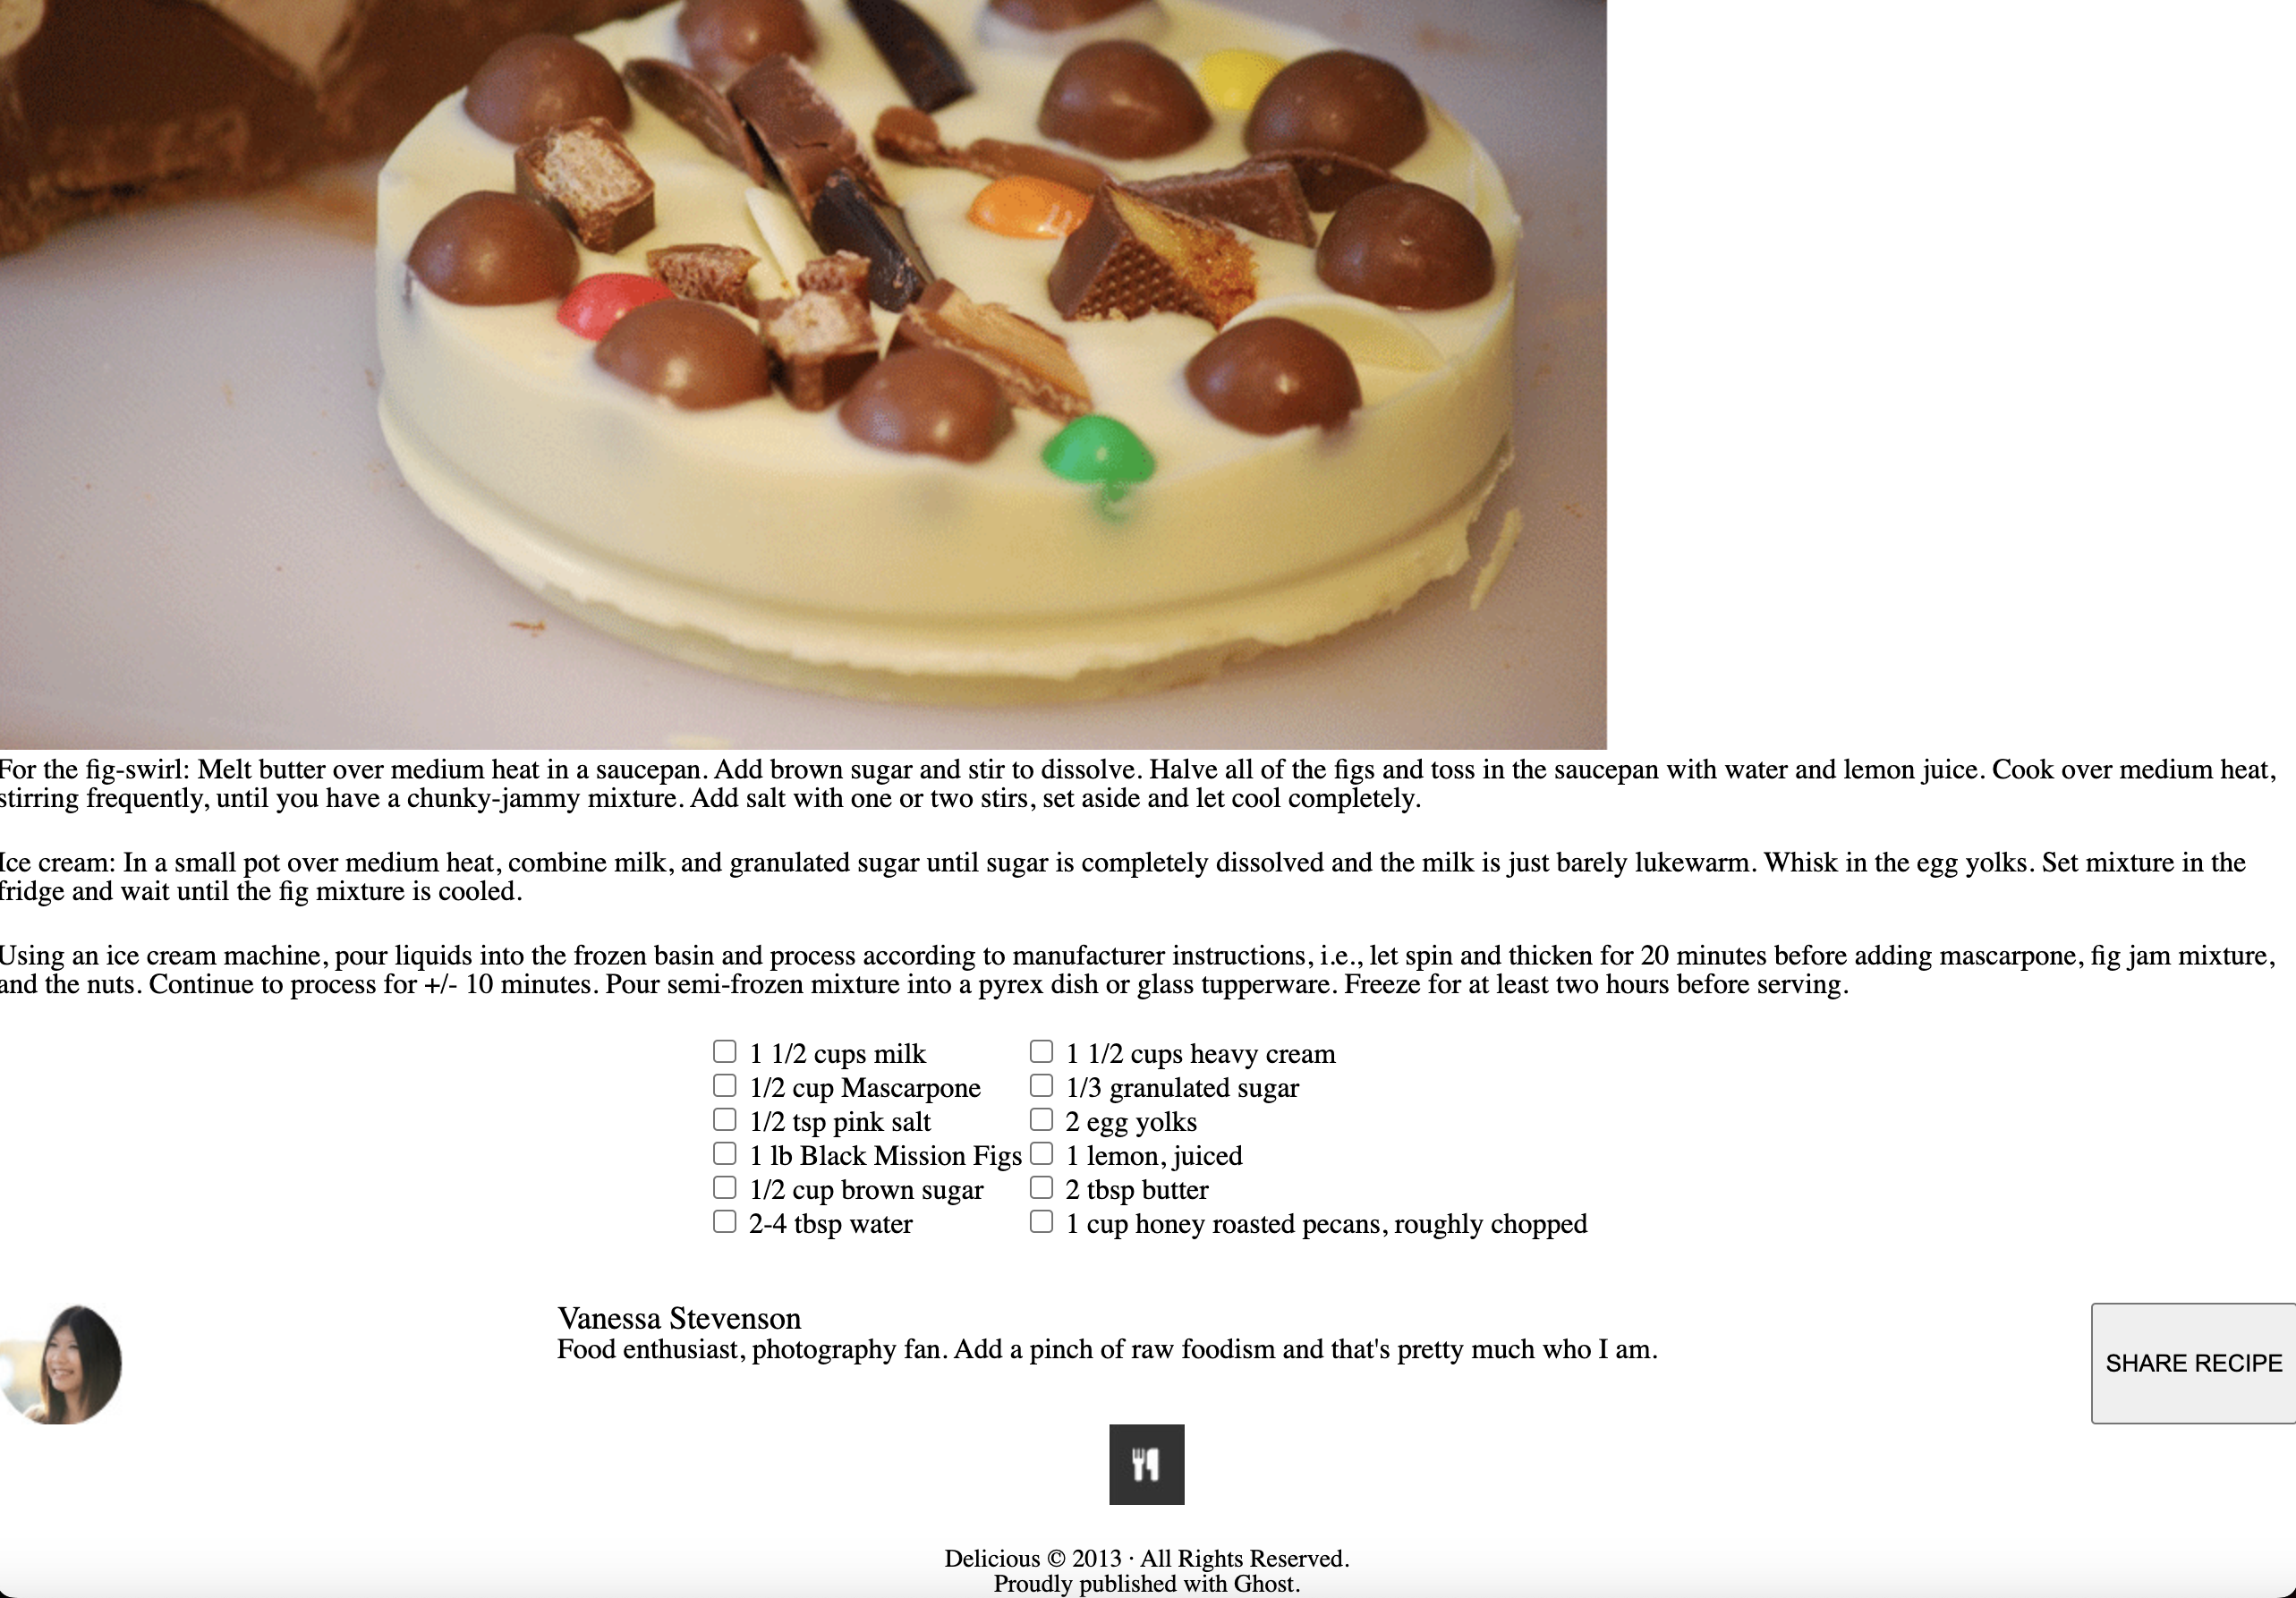 For the fig-swirl: Melt butter over medium heat in a saucepan. Add brown sugar and stir to dissolve. Halve all of the figs and toss in the saucepan with water and lemon juice. Cook over medium heat,
stirring frequently, until you have a chunky-jammy mixture. Add salt with one or two stirs, set aside and let cool completely.
Ice cream: In a small pot over medium heat, combine milk, and granulated sugar until sugar is completely dissolved and the milk is just barely lukewarm. Whisk in the egg yolks. Set mixture in the
fridge and wait until the fig mixture is cooled.
Using an ice cream machine, pour liquids into the frozen basin and process according to manufacturer instructions, i.e., let spin and thicken for 20 minutes before adding mascarpone, fig jam mixture,
and the nuts. Continue to process for +/- 10 minutes. Pour semi-frozen mixture into a pyrex dish or glass tupperware. Freeze for at least two hours before serving.
1 1/2 cups milk
1/2 cup Mascarpone
1/2 tsp pink salt
1 lb Black Mission Figs
1/2 cup brown sugar
2-4 tbsp water
1 1/2 cups heavy cream
1/3 granulated sugar
2 egg yolks
1 lemon, juiced
2 tbsp butter
1 cup honey roasted pecans, roughly chopped
Vanessa Stevenson
Food enthusiast, photography fan. Add a pinch of raw foodism and that's pretty much who I am.
SHARE RECIPE
Delicious © 2013 · All Rights Reserved.
Proudly published with Ghost.